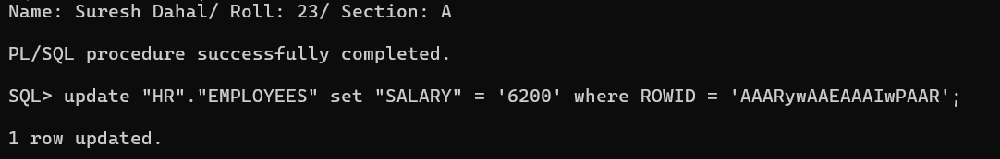 Name: Suresh Dahal/ Roll: 23/ Section: A
PL/SQL procedure successfully completed.
SQL> update "HR"."EMPLOYEES" set "SALARY" = '6200' where ROWID = 'AAARywAAEAAAIwPAAR';
1 row updated.